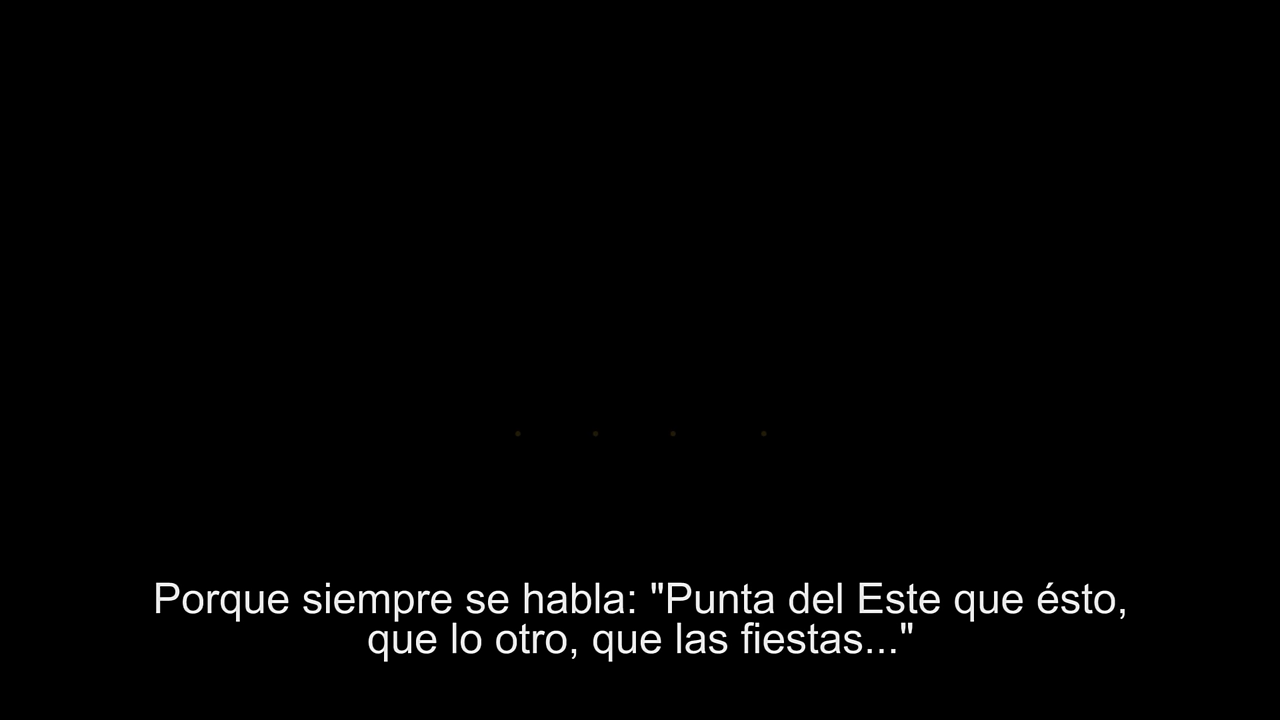 Porque siempre se habla: "Punta del Este que ésto,
que lo otro, que las fiestas..."